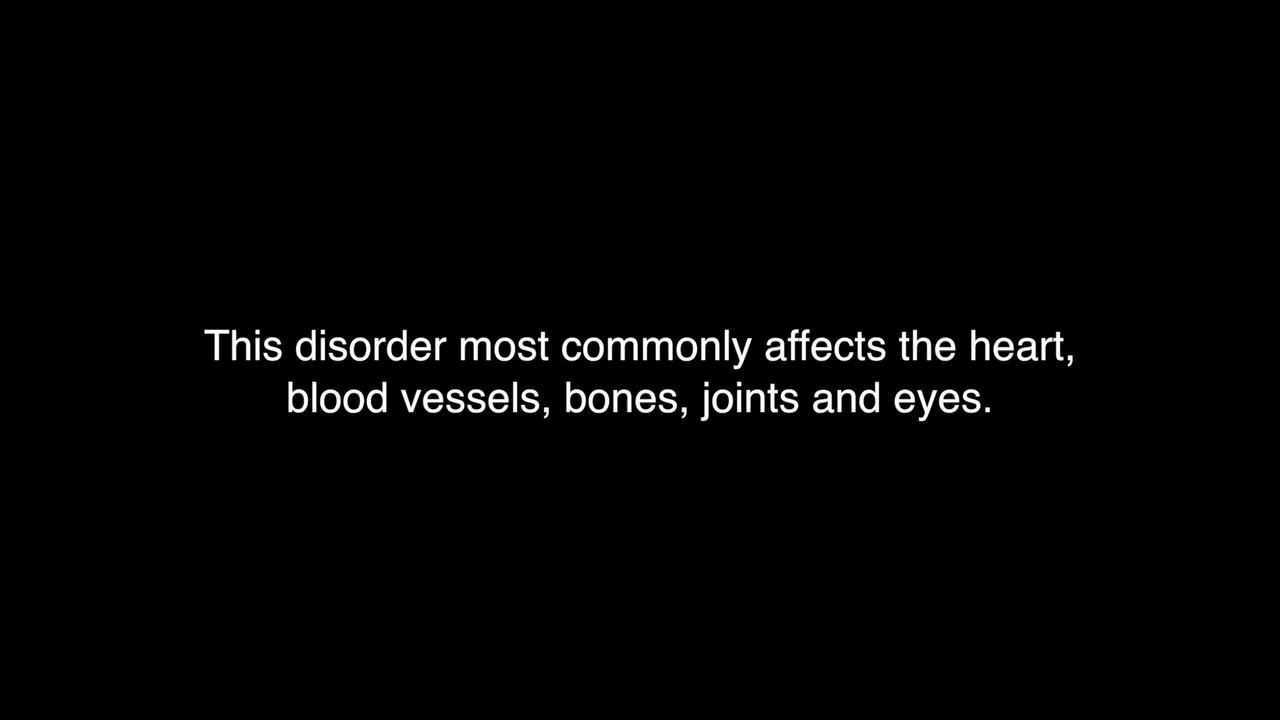 This disorder most commonly affects the heart,
blood vessels, bones, joints and eyes.